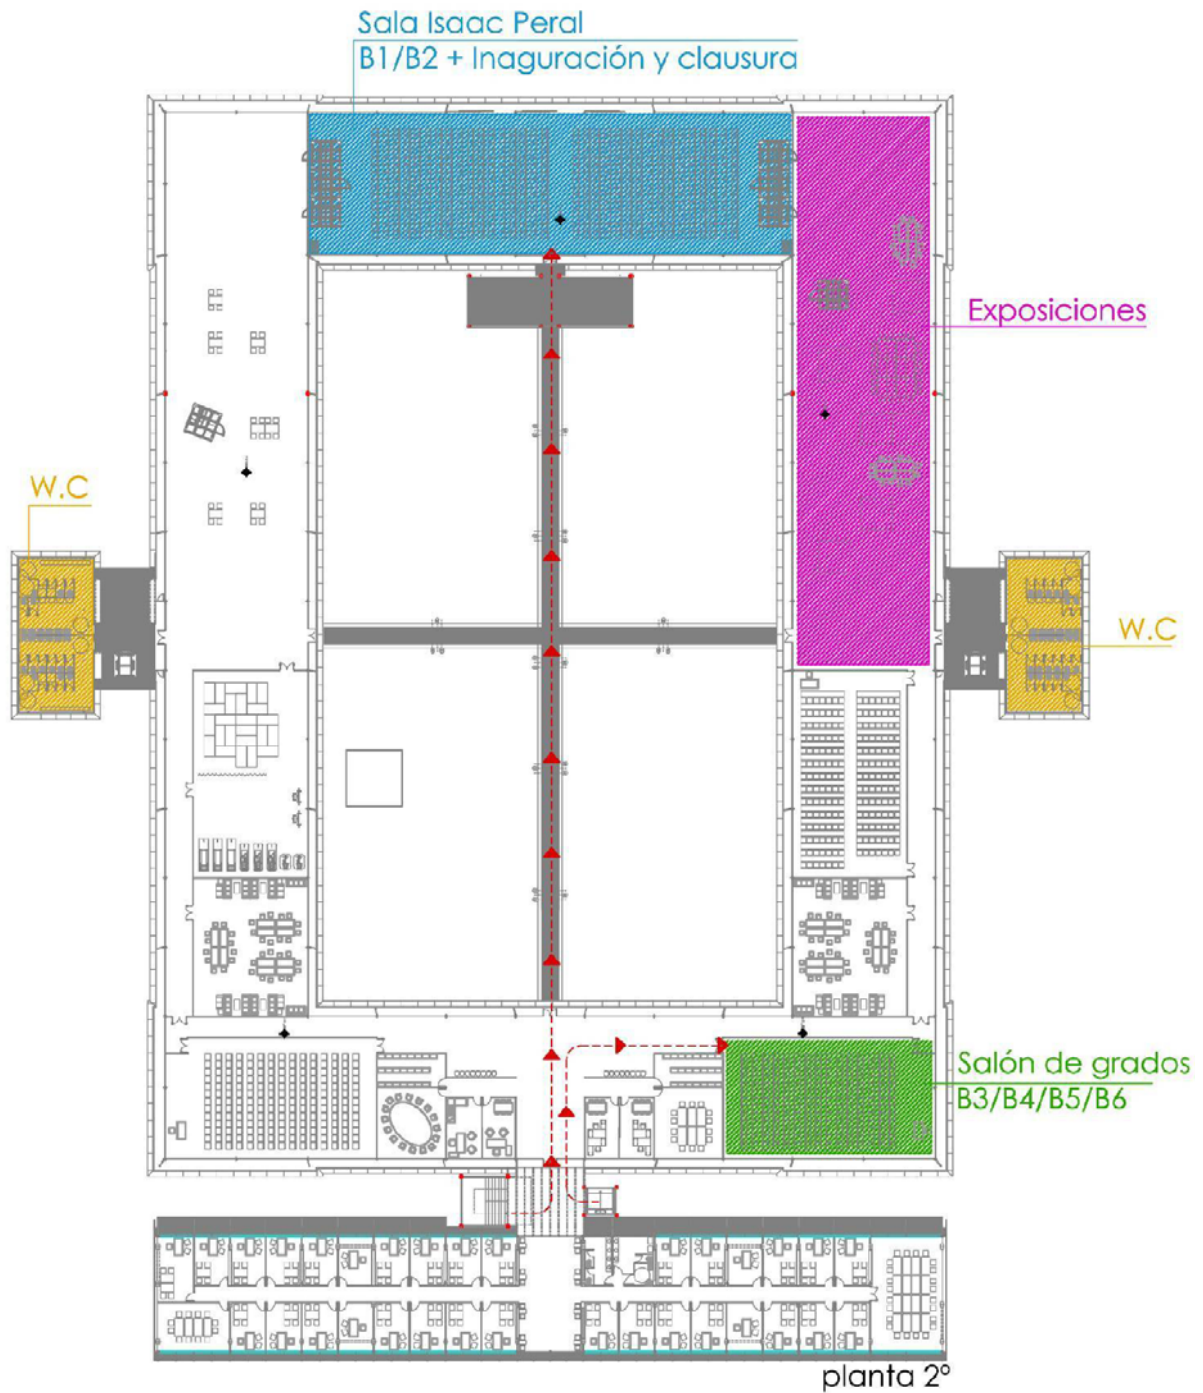 Sala Isaac Peral
B1/B2 + Inaguración y clausura
Exposiciones
W.C
W.C
Salón de grados
B3/B4/B5/B6
planta 2º